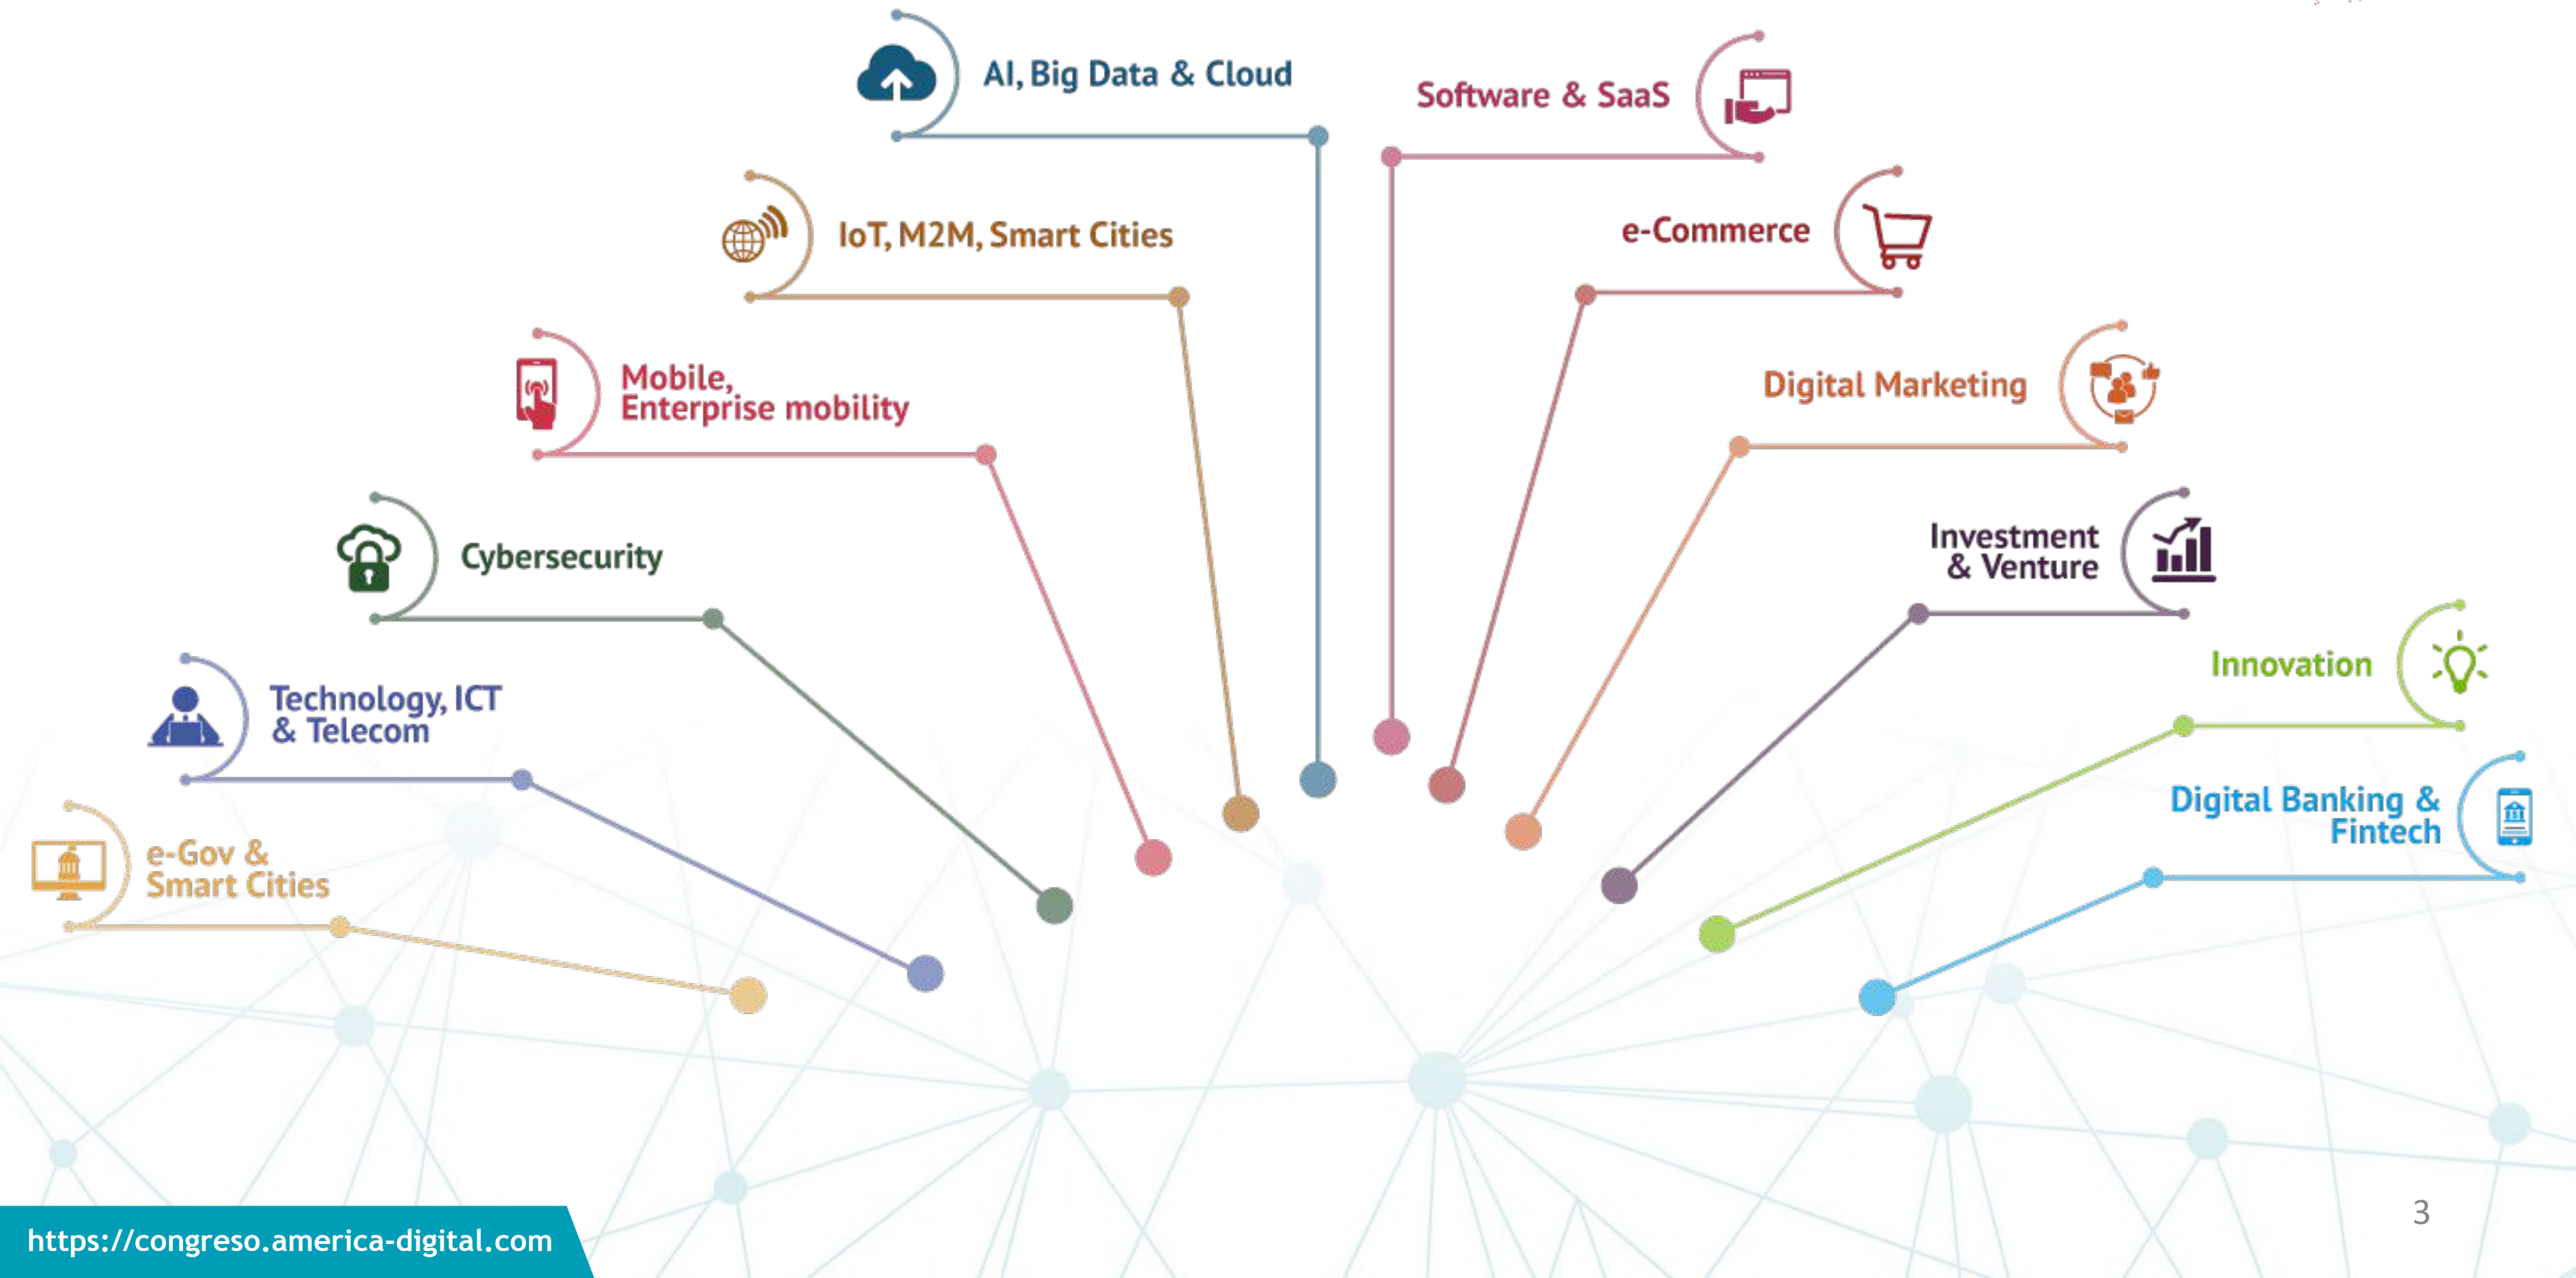 AI, Big Data & Cloud
Software & SaaS
IoT, M2M, Smart Cities
e-Commerce
Mobile,
Enterprise mobility
Digital Marketing
Cybersecurity
Investment
& Venture
Technology, ICT
& Telecom
Innovation
e-Gov &
Smart Cities
Digital Banking &
Fintech
3
https://congreso.america-digital.com